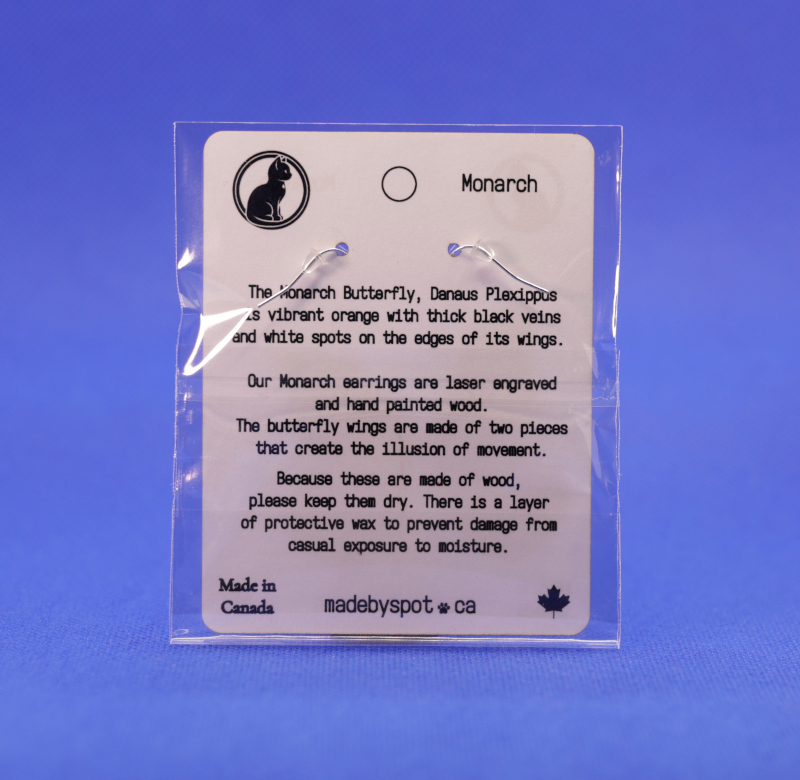 Monarch
The Monarch Butterfly, Danaus Plexippus
is vibrant orange with thick black veins
and white spots on the edges of its wings.
Our Monarch earrings are laser engraved
and hand painted wood.
The butterfly wings are made of two pieces
that create the illusion of movement.
Because these are made of wood,
please keep them dry. There is a layer
of protective wax to prevent damage from
casual exposure to moisture.
Made in
Canada
madebyspot.ca